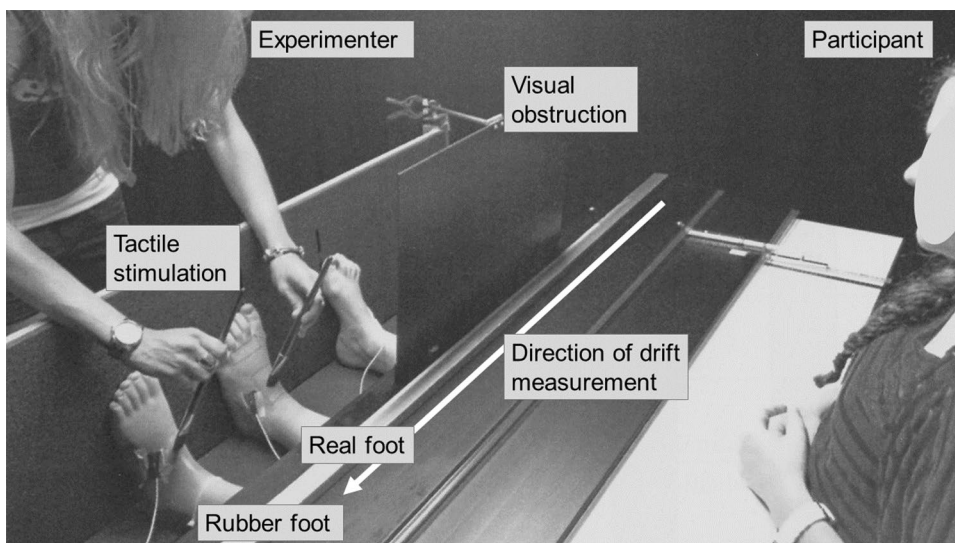 Experimenter
Participant
Visual
obstruction
Tactile
stimulation
Direction of drift
measurement
Real foot
Rubber foot